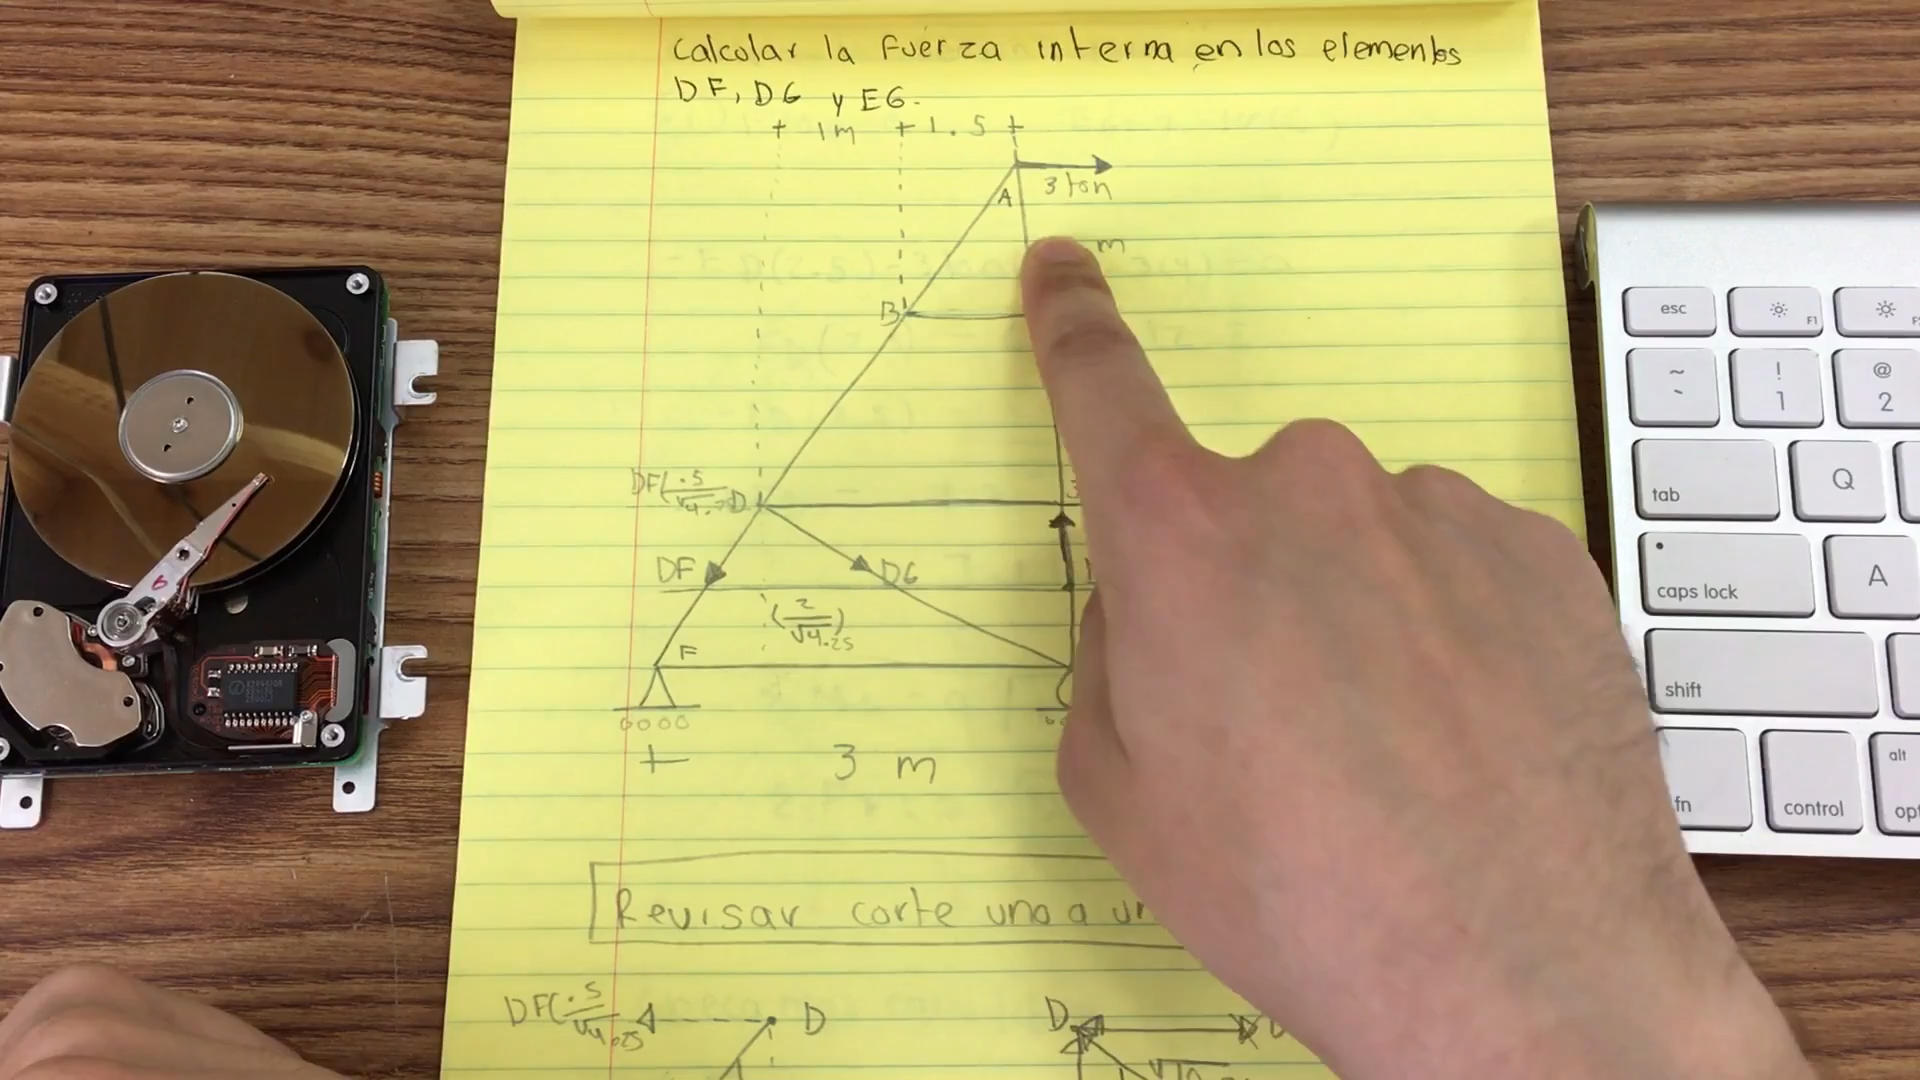 Calcular la fuerza interna en los elementos
DF, DG y EG.
+ 1m + 1.5 +
3 ton
A
m
B
DF(.5/√4.25) D
DF DG
(2/√4.25)
F
3 m
Revisar corte uno a
DF(.5/√4.25 D
D
esc F1
~ ` ! 1 @ 2
tab Q
caps lock A
shift
fn control alt